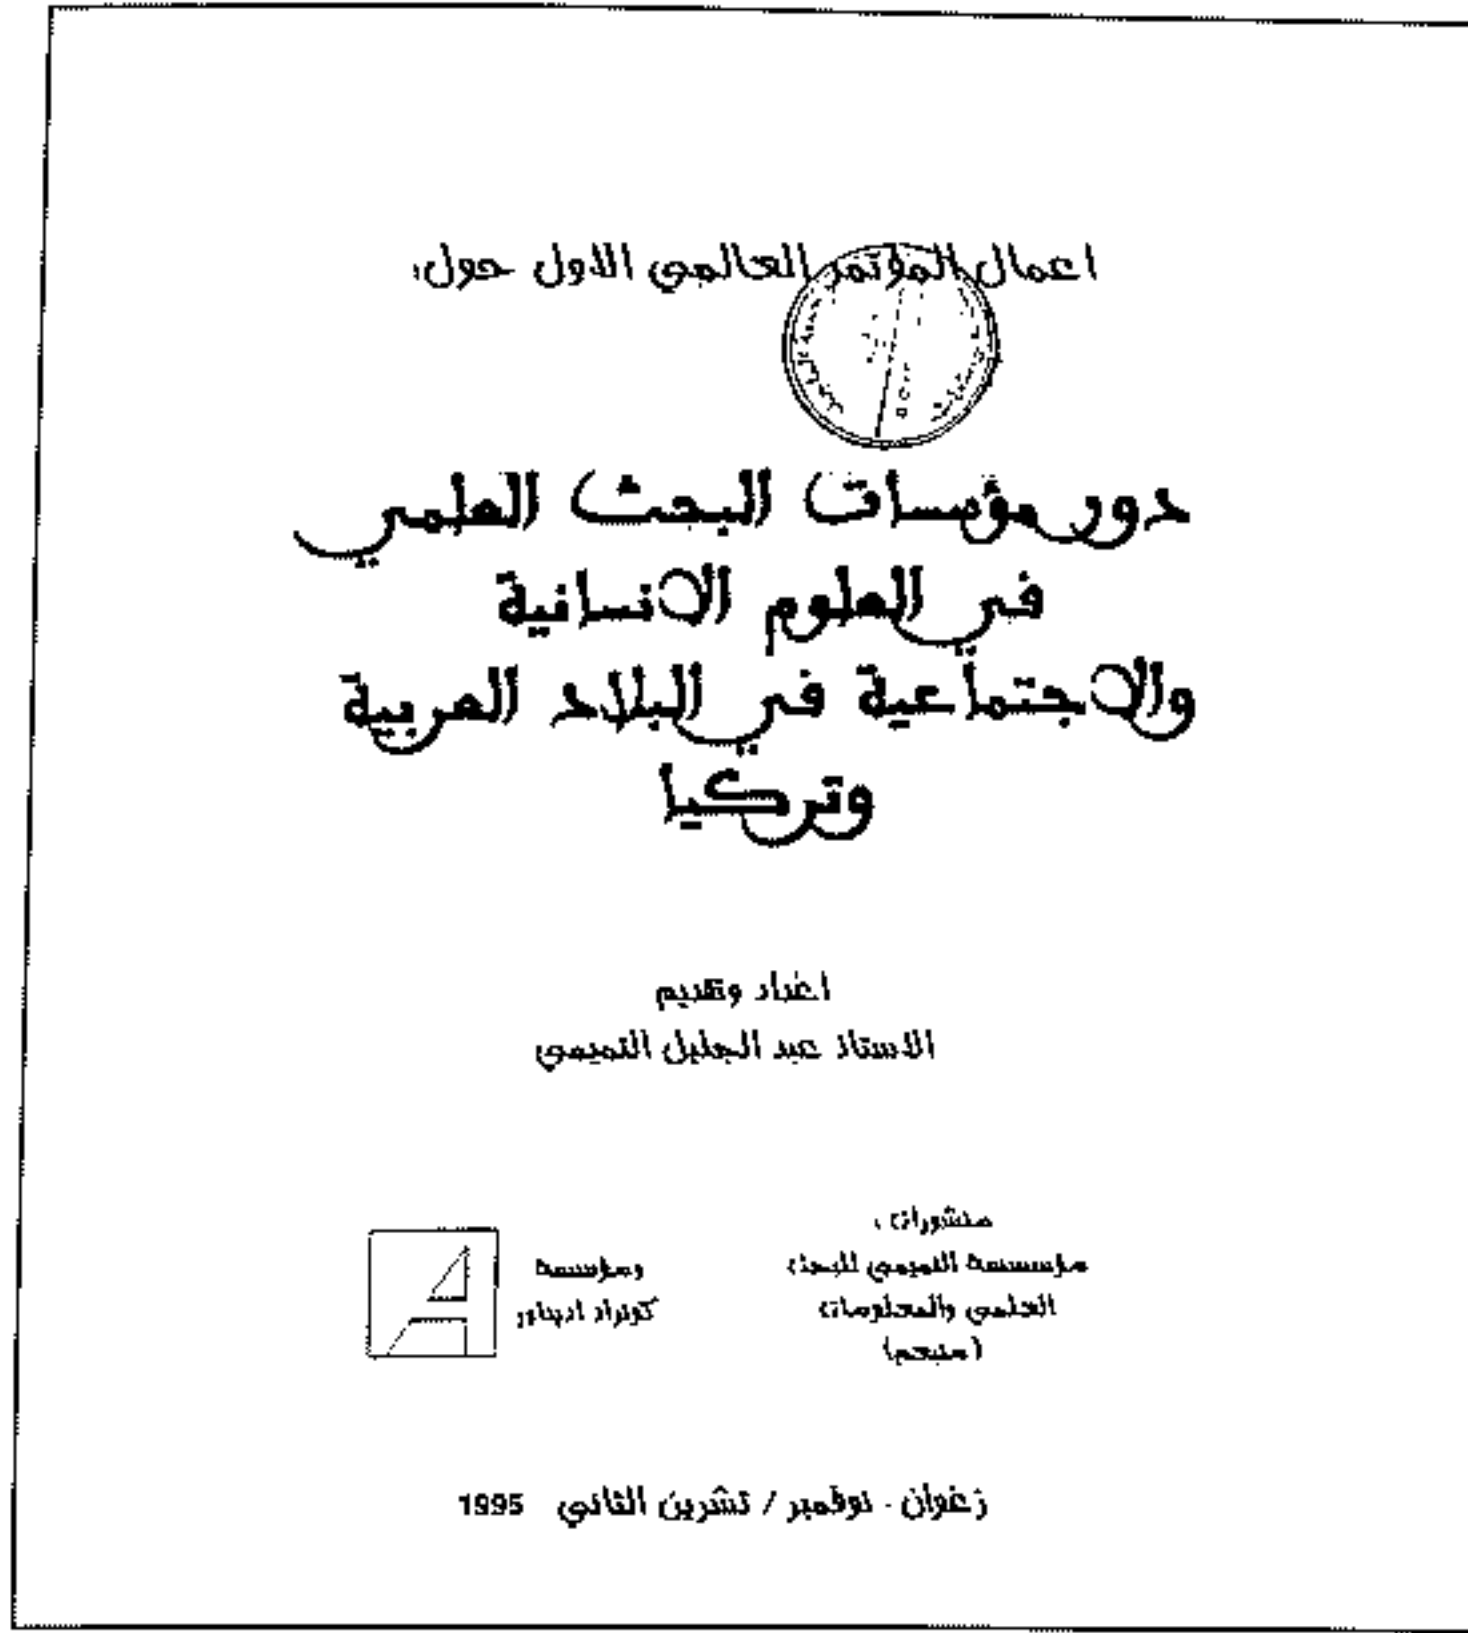 اعمال المؤتمر العالمي الاول حول:
دور مؤسسات البحث العلمي
في العلوم الانسانية
والاجتماعية في البلاد العربية
وتركيا
اعداد وتقديم
الاستاذ عبد الجليل التميمي
منشورات :
مؤسسة التميمي للبحث
العلمي والمعلومات
(منبعم)
ومؤسسة
كونراد اديناور
زغوان - نوفمبر / تشرين الثاني 1995